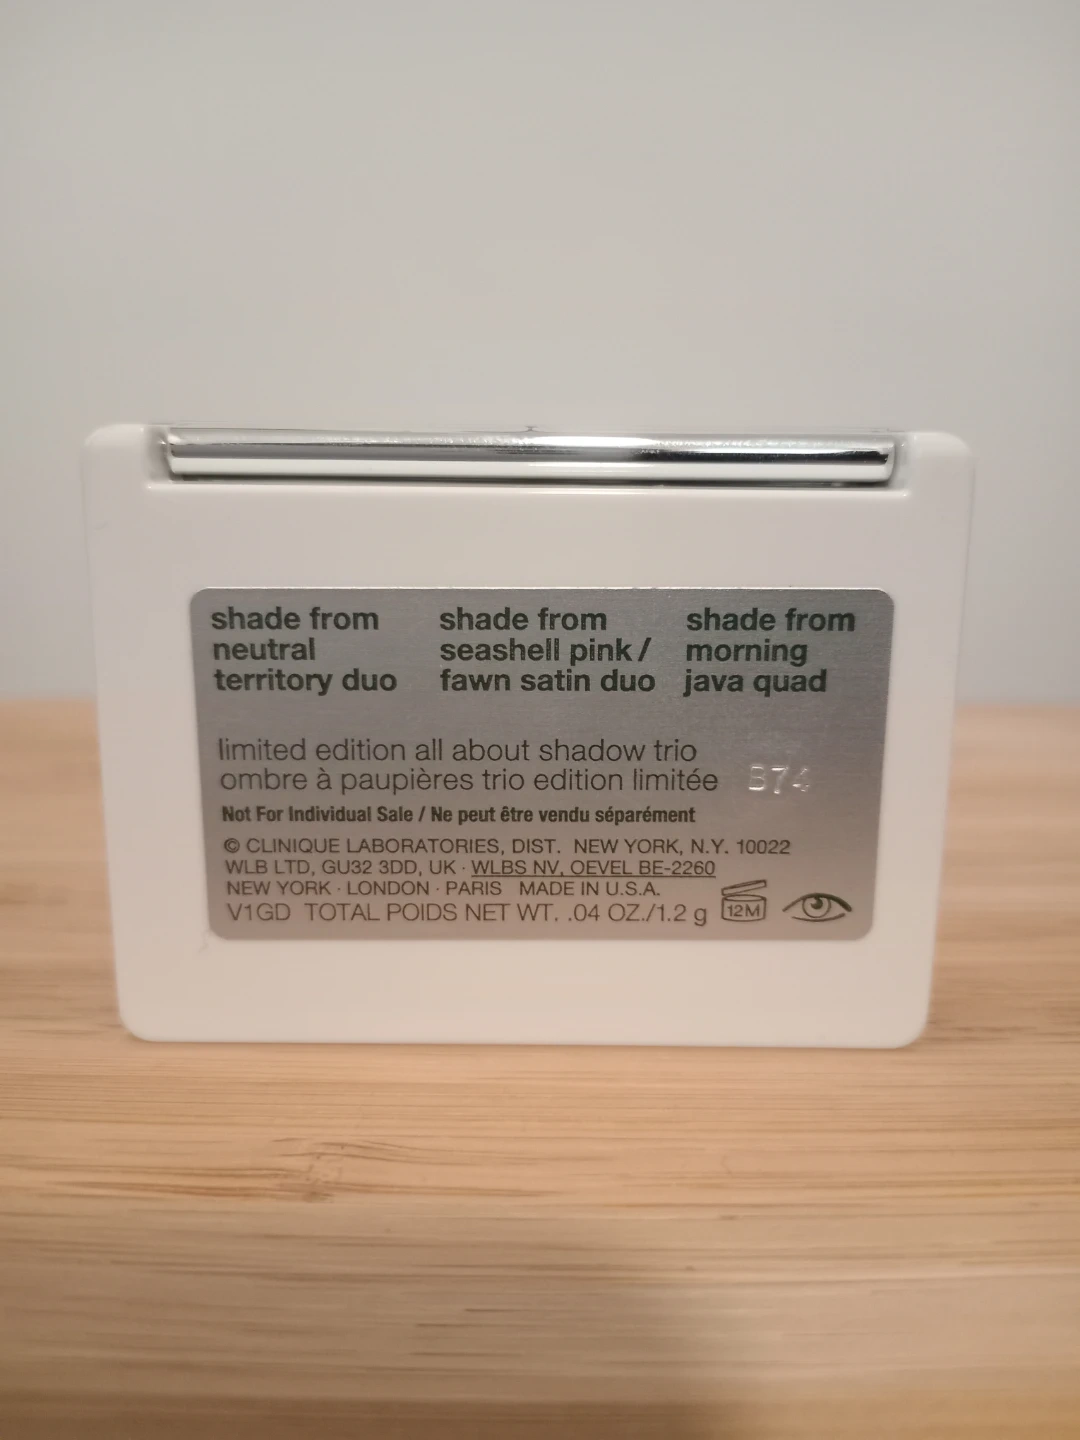 shade from
neutral
territory duo
shade from
seashell pink/
fawn satin duo
shade from
morning
java quad
limited edition all about shadow trio
ombre à paupières trio edition limitée
B74
Not For Individual Sale / Ne peut être vendu séparément
© CLINIQUE LABORATORIES, DIST. NEW YORK, N.Y. 10022
WLB LTD, GU32 3DD, UK · WLBS NV, OEVEL BE-2260
NEW YORK · LONDON · PARIS MADE IN U.S.A.
V1GD TOTAL POIDS NET WT. .04 OZ./1.2 g
12M